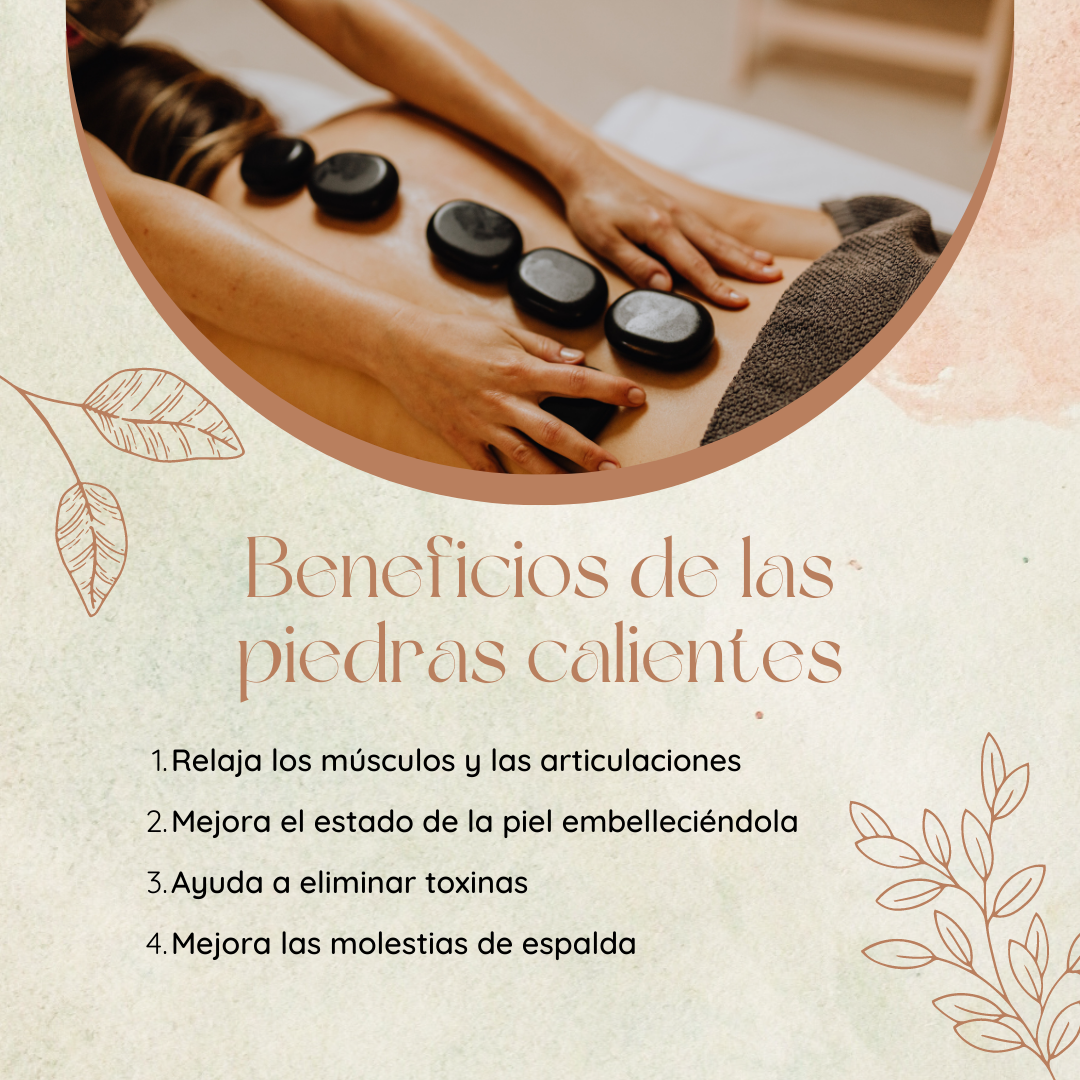 Beneficios de las
piedras calientes
1. Relaja los músculos y las articulaciones
2. Mejora el estado de la piel embelleciéndola
3. Ayuda a eliminar toxinas
4. Mejora las molestias de espalda